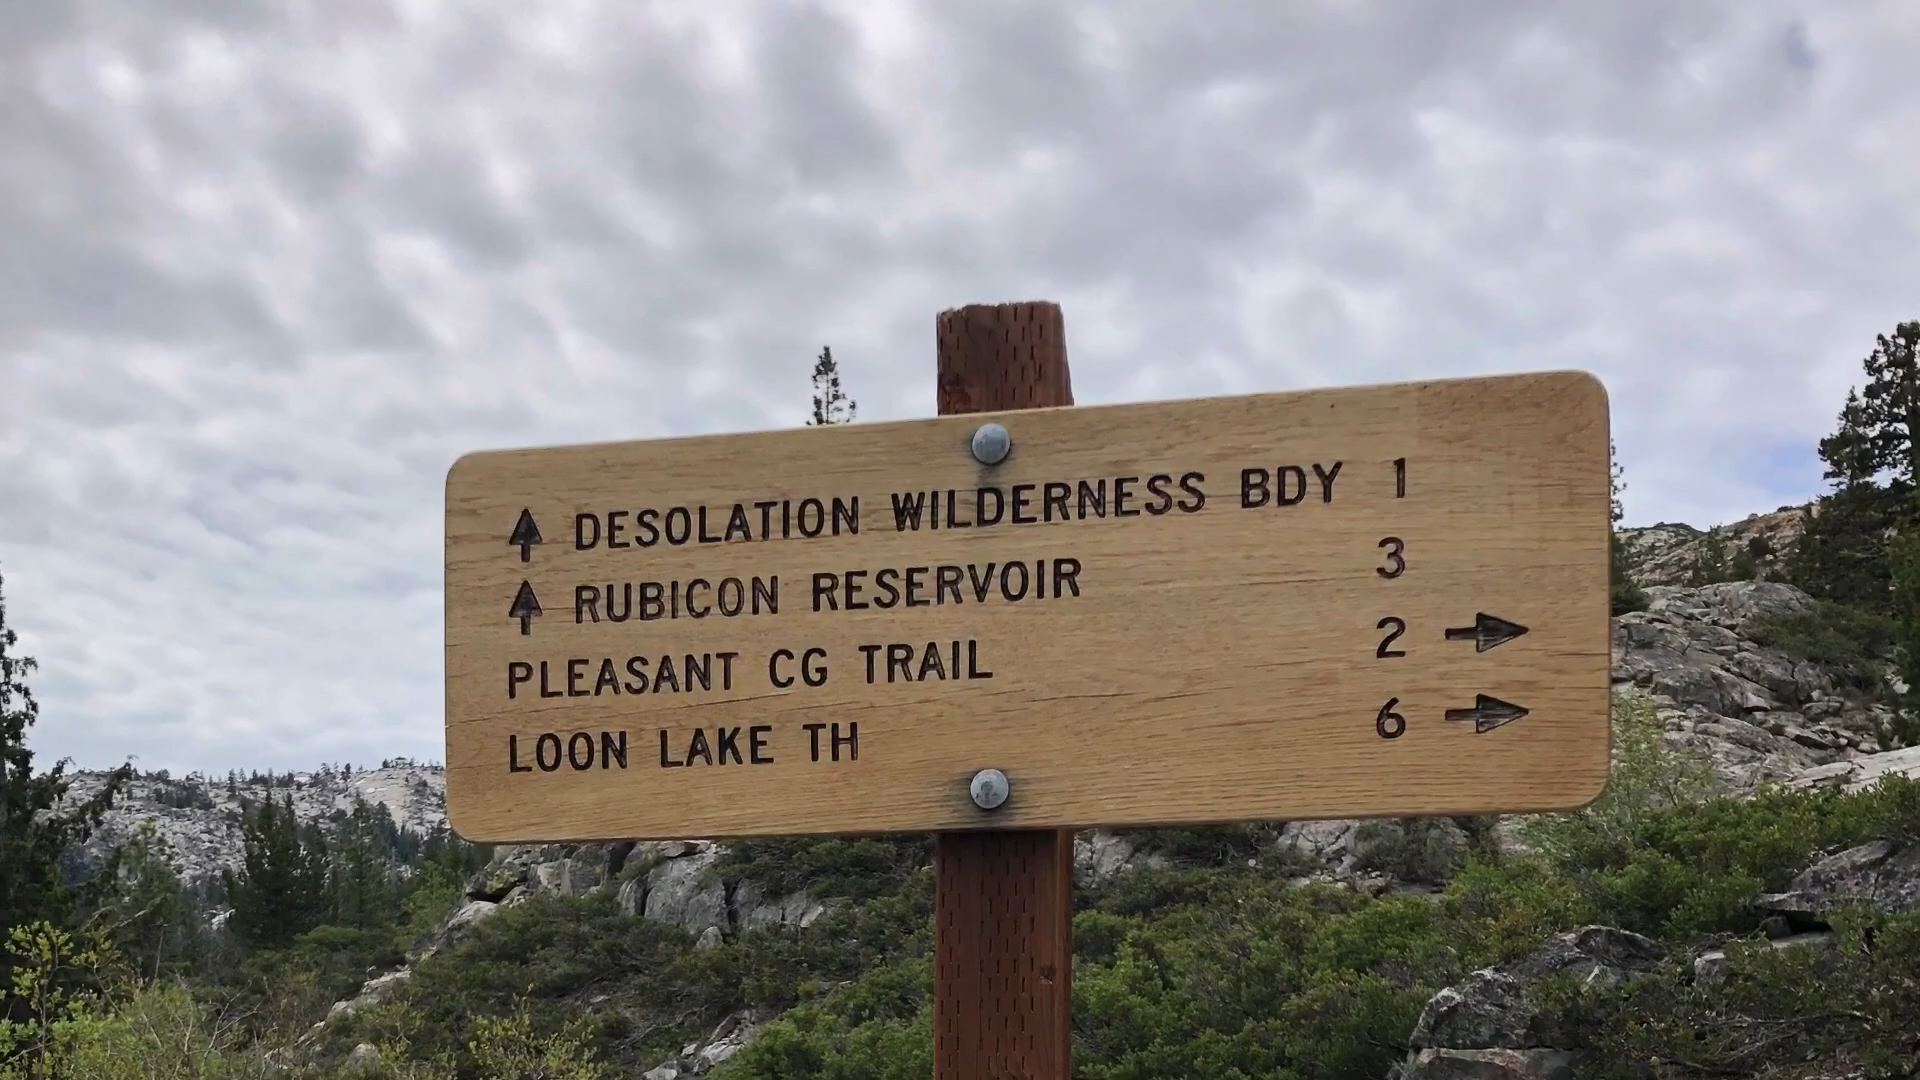 ↑ DESOLATION WILDERNESS BDY 1
↑ RUBICON RESERVOIR 3
PLEASANT CG TRAIL 2 →
LOON LAKE TH 6 →